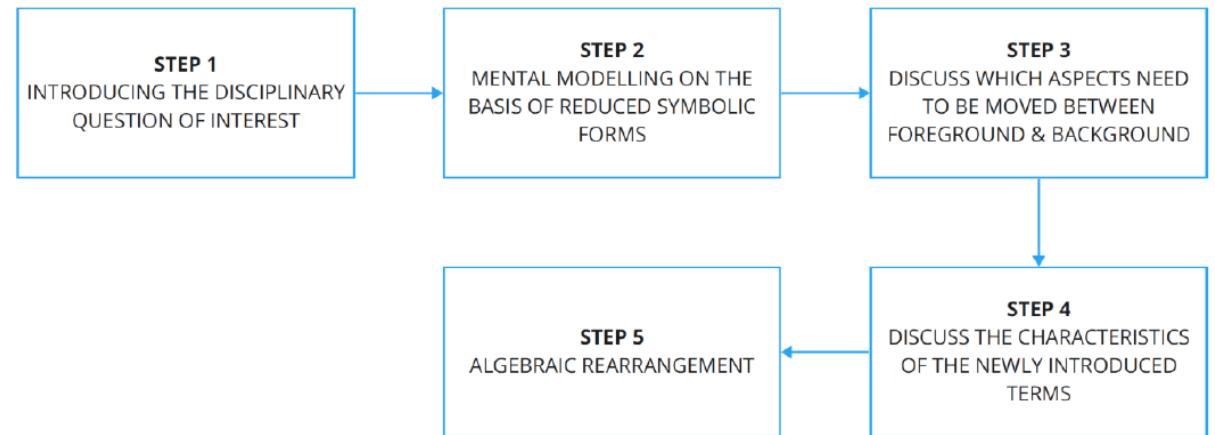 STEP 1
INTRODUCING THE DISCIPLINARY
QUESTION OF INTEREST
STEP 2
MENTAL MODELLING ON THE
BASIS OF REDUCED SYMBOLIC
FORMS
STEP 3
DISCUSS WHICH ASPECTS NEED
TO BE MOVED BETWEEN
FOREGROUND & BACKGROUND
STEP 4
DISCUSS THE CHARACTERISTICS
OF THE NEWLY INTRODUCED
TERMS
STEP 5
ALGEBRAIC REARRANGEMENT